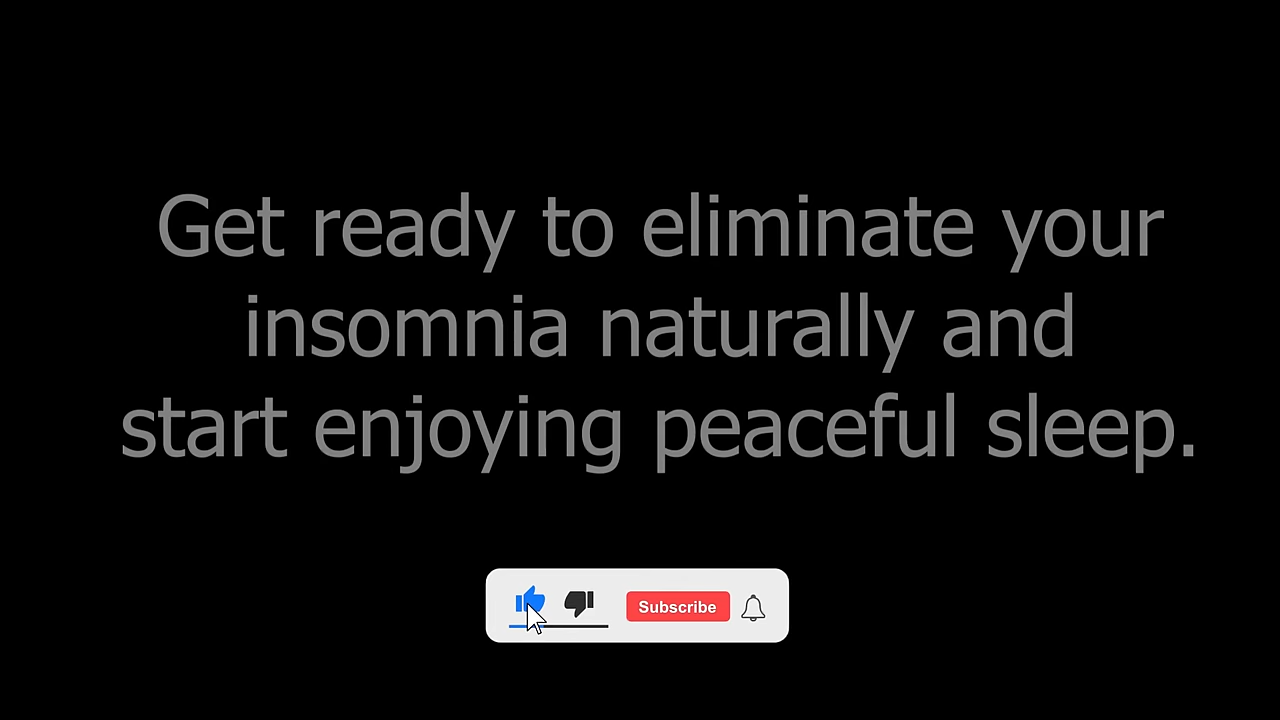 Get ready to eliminate your
insomnia naturally and
start enjoying peaceful sleep.
Subscribe